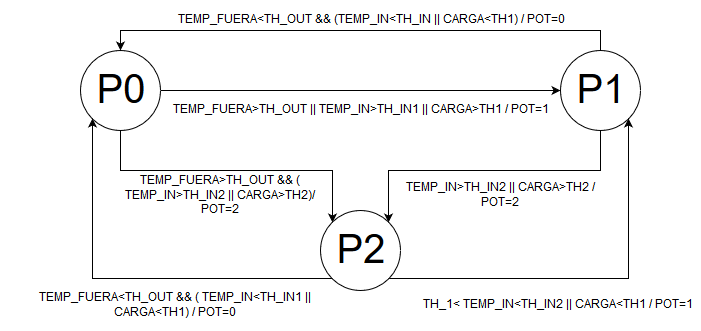 TEMP_FUERA<TH_OUT && (TEMP_IN<TH_IN || CARGA<TH1) / POT=0
P0
P1
TEMP_FUERA>TH_OUT || TEMP_IN>TH_IN1 || CARGA>TH1 / POT=1
TEMP_FUERA>TH_OUT && (
TEMP_IN>TH_IN2 || CARGA>TH2)/
POT=2
TEMP_IN>TH_IN2 || CARGA>TH2 /
POT=2
P2
TEMP_FUERA<TH_OUT && ( TEMP_IN<TH_IN1 ||
CARGA<TH1) / POT=0
TH_1< TEMP_IN<TH_IN2 || CARGA<TH1 / POT=1